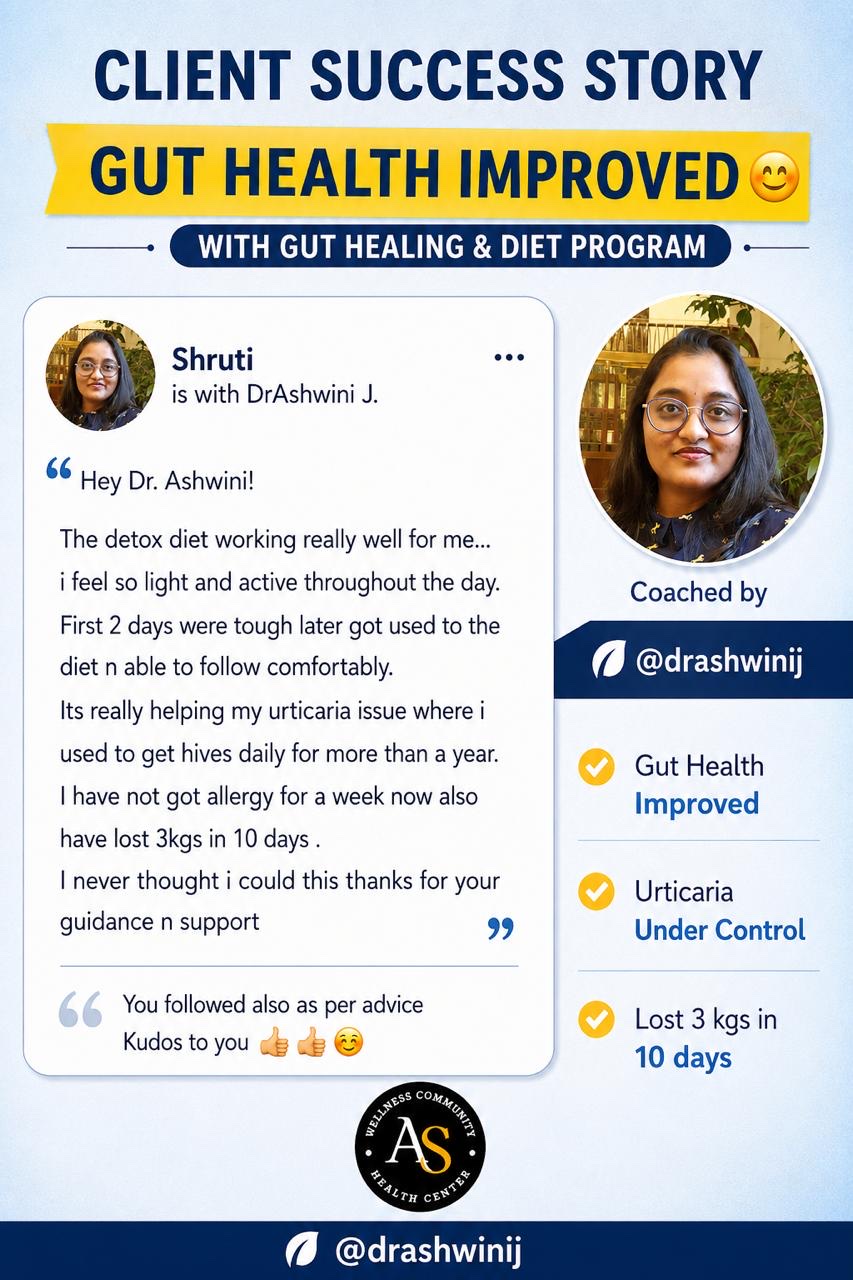 CLIENT SUCCESS STORY
GUT HEALTH IMPROVED😊
WITH GUT HEALING & DIET PROGRAM
Shruti
is with DrAshwini J.
“ Hey Dr. Ashwini!
The detox diet working really well for me...
i feel so light and active throughout the day.
First 2 days were tough later got used to the
diet n able to follow comfortably.
Its really helping my urticaria issue where i
used to get hives daily for more than a year.
I have not got allergy for a week now also
have lost 3kgs in 10 days .
I never thought i could this thanks for your
guidance n support ”
“ You followed also as per advice
Kudos to you 👍👍😊
Coached by
@drashwinij
Gut Health
Improved
Urticaria
Under Control
Lost 3 kgs in
10 days
WELLNESS COMMUNITY
AS
HEALTH CENTER
@drashwinij